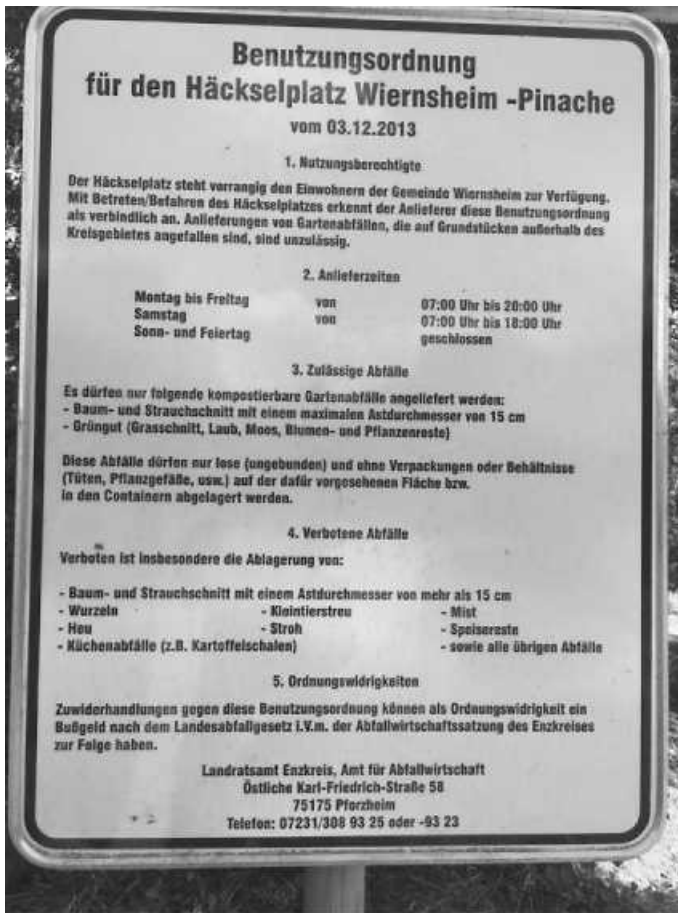 Benutzungsordnung
für den Häckselplatz Wiernsheim -Pinache
vom 03.12.2013
1. Nutzungsberechtigte
Der Häckselplatz steht vorrangig den Einwohnern der Gemeinde Wiernsheim zur Verfügung.
Mit Betreten/Befahren des Häckselplatzes erkennt der Anlieferer diese Benutzungsordnung
als verbindlich an. Anlieferungen von Gartenabfällen, die auf Grundstücken außerhalb des
Kreisgebietes angefallen sind, sind unzulässig.
2. Anlieferzeiten
Montag bis Freitag von 07:00 Uhr bis 20:00 Uhr
Samstag von 07:00 Uhr bis 18:00 Uhr
Sonn- und Feiertag geschlossen
3. Zulässige Abfälle
Es dürfen nur folgende kompostierbare Gartenabfälle angeliefert werden:
- Baum- und Strauchschnitt mit einem maximalen Astdurchmesser von 15 cm
- Grüngut (Grasschnitt, Laub, Moos, Blumen- und Pflanzenreste)
Diese Abfälle dürfen nur lose (ungebunden) und ohne Verpackungen oder Behältnisse
(Tüten, Pflanzgefäße, usw.) auf der dafür vorgesehenen Fläche bzw.
in den Containern abgelagert werden.
4. Verbotene Abfälle
Verboten ist insbesondere die Ablagerung von:
- Baum- und Strauchschnitt mit einem Astdurchmesser von mehr als 15 cm
- Wurzeln - Kleintierstreu - Mist
- Heu - Stroh - Speisereste
- Küchenabfälle (z.B. Kartoffelschalen) - sowie alle übrigen Abfälle
5. Ordnungswidrigkeiten
Zuwiderhandlungen gegen diese Benutzungsordnung können als Ordnungswidrigkeit ein
Bußgeld nach dem Landesabfallgesetz i.V.m. der Abfallwirtschaftssatzung des Enzkreises
zur Folge haben.
Landratsamt Enzkreis, Amt für Abfallwirtschaft
Östliche Karl-Friedrich-Straße 58
75175 Pforzheim
Telefon: 07231/308 93 25 oder -93 23